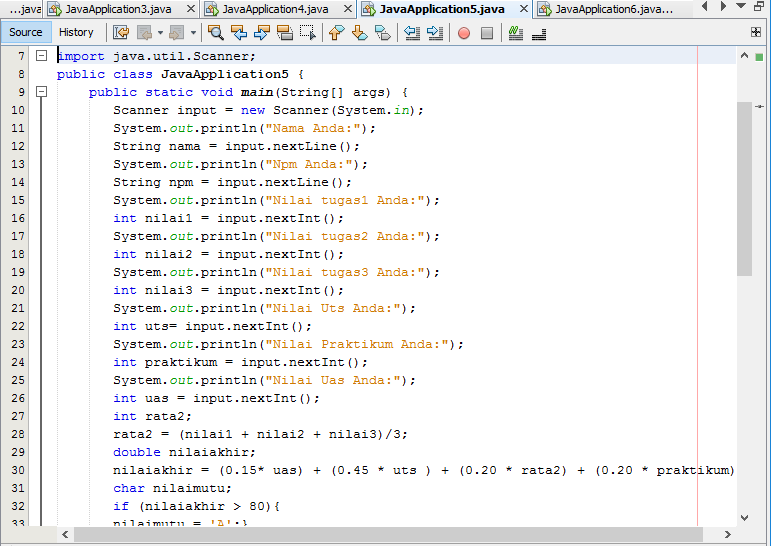 ...java JavaApplication3.java JavaApplication4.java JavaApplication5.java JavaApplication6.java...
Source History
7 import java.util.Scanner;
8 public class JavaApplication5 {
9 public static void main(String[] args) {
10 Scanner input = new Scanner(System.in);
11 System.out.println("Nama Anda:");
12 String nama = input.nextLine();
13 System.out.println("Npm Anda:");
14 String npm = input.nextLine();
15 System.out.println("Nilai tugas1 Anda:");
16 int nilai1 = input.nextInt();
17 System.out.println("Nilai tugas2 Anda:");
18 int nilai2 = input.nextInt();
19 System.out.println("Nilai tugas3 Anda:");
20 int nilai3 = input.nextInt();
21 System.out.println("Nilai Uts Anda:");
22 int uts= input.nextInt();
23 System.out.println("Nilai Praktikum Anda:");
24 int praktikum = input.nextInt();
25 System.out.println("Nilai Uas Anda:");
26 int uas = input.nextInt();
27 int rata2;
28 rata2 = (nilai1 + nilai2 + nilai3)/3;
29 double nilaiakhir;
30 nilaiakhir = (0.15* uas) + (0.45 * uts ) + (0.20 * rata2) + (0.20 * praktikum)
31 char nilaimutu;
32 if (nilaiakhir > 80){
33 nilaimutu = 'A';}